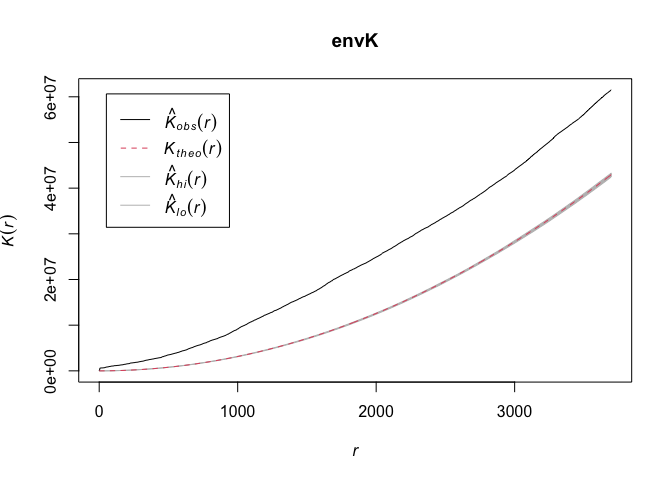 envK
K̂obs(r)
Ktheo(r)
K̂hi(r)
K̂lo(r)
K(r)
6e+07
4e+07
2e+07
0e+00
0 1000 2000 3000
r